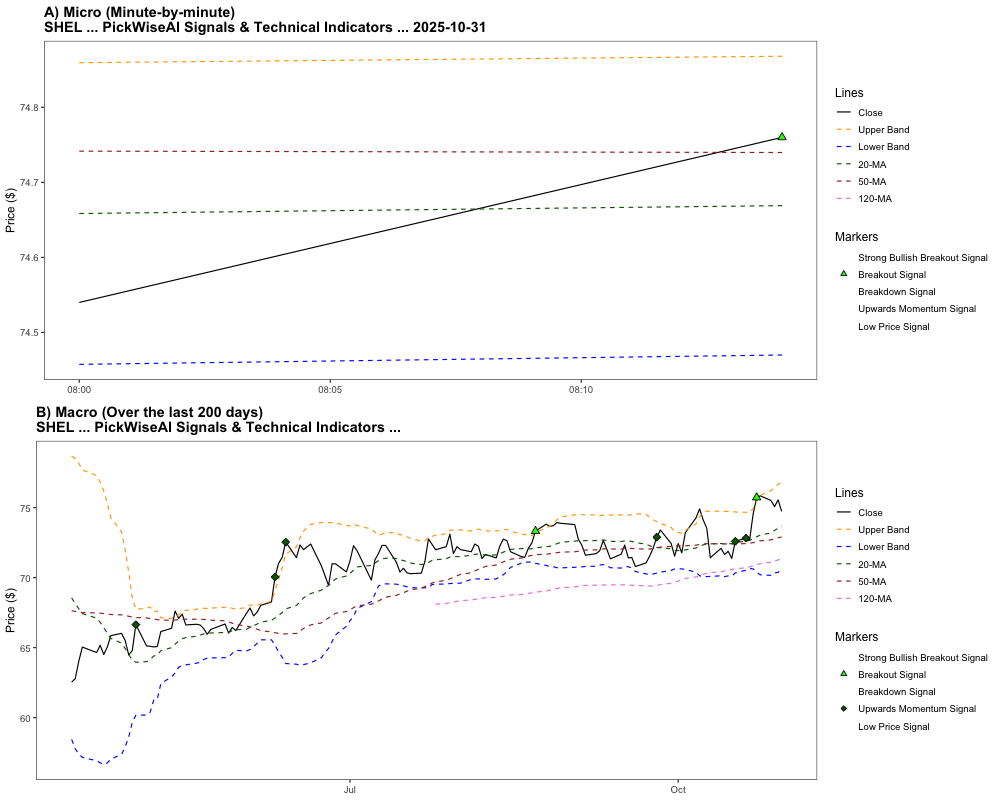 A) Micro (Minute-by-minute)
SHEL ... PickWiseAI Signals & Technical Indicators ... 2025-10-31
Price ($)
74.8
74.7
74.6
74.5
08:00
08:05
08:10
Lines
Close
Upper Band
Lower Band
20-MA
50-MA
120-MA
Markers
Strong Bullish Breakout Signal
Breakout Signal
Breakdown Signal
Upwards Momentum Signal
Low Price Signal
B) Macro (Over the last 200 days)
SHEL ... PickWiseAI Signals & Technical Indicators ...
Price ($)
75
70
65
60
Jul
Oct
Lines
Close
Upper Band
Lower Band
20-MA
50-MA
120-MA
Markers
Strong Bullish Breakout Signal
Breakout Signal
Breakdown Signal
Upwards Momentum Signal
Low Price Signal